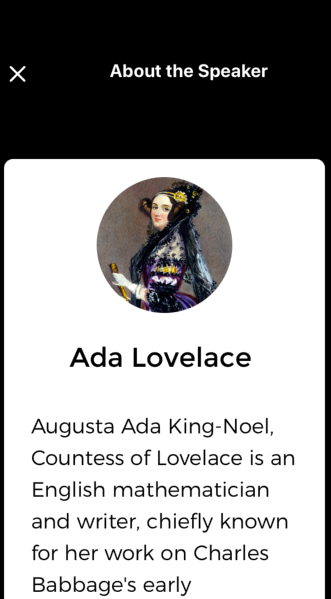 About the Speaker
Ada Lovelace
Augusta Ada King-Noel,
Countess of Lovelace is an
English mathematician
and writer, chiefly known
for her work on Charles
Babbage's early